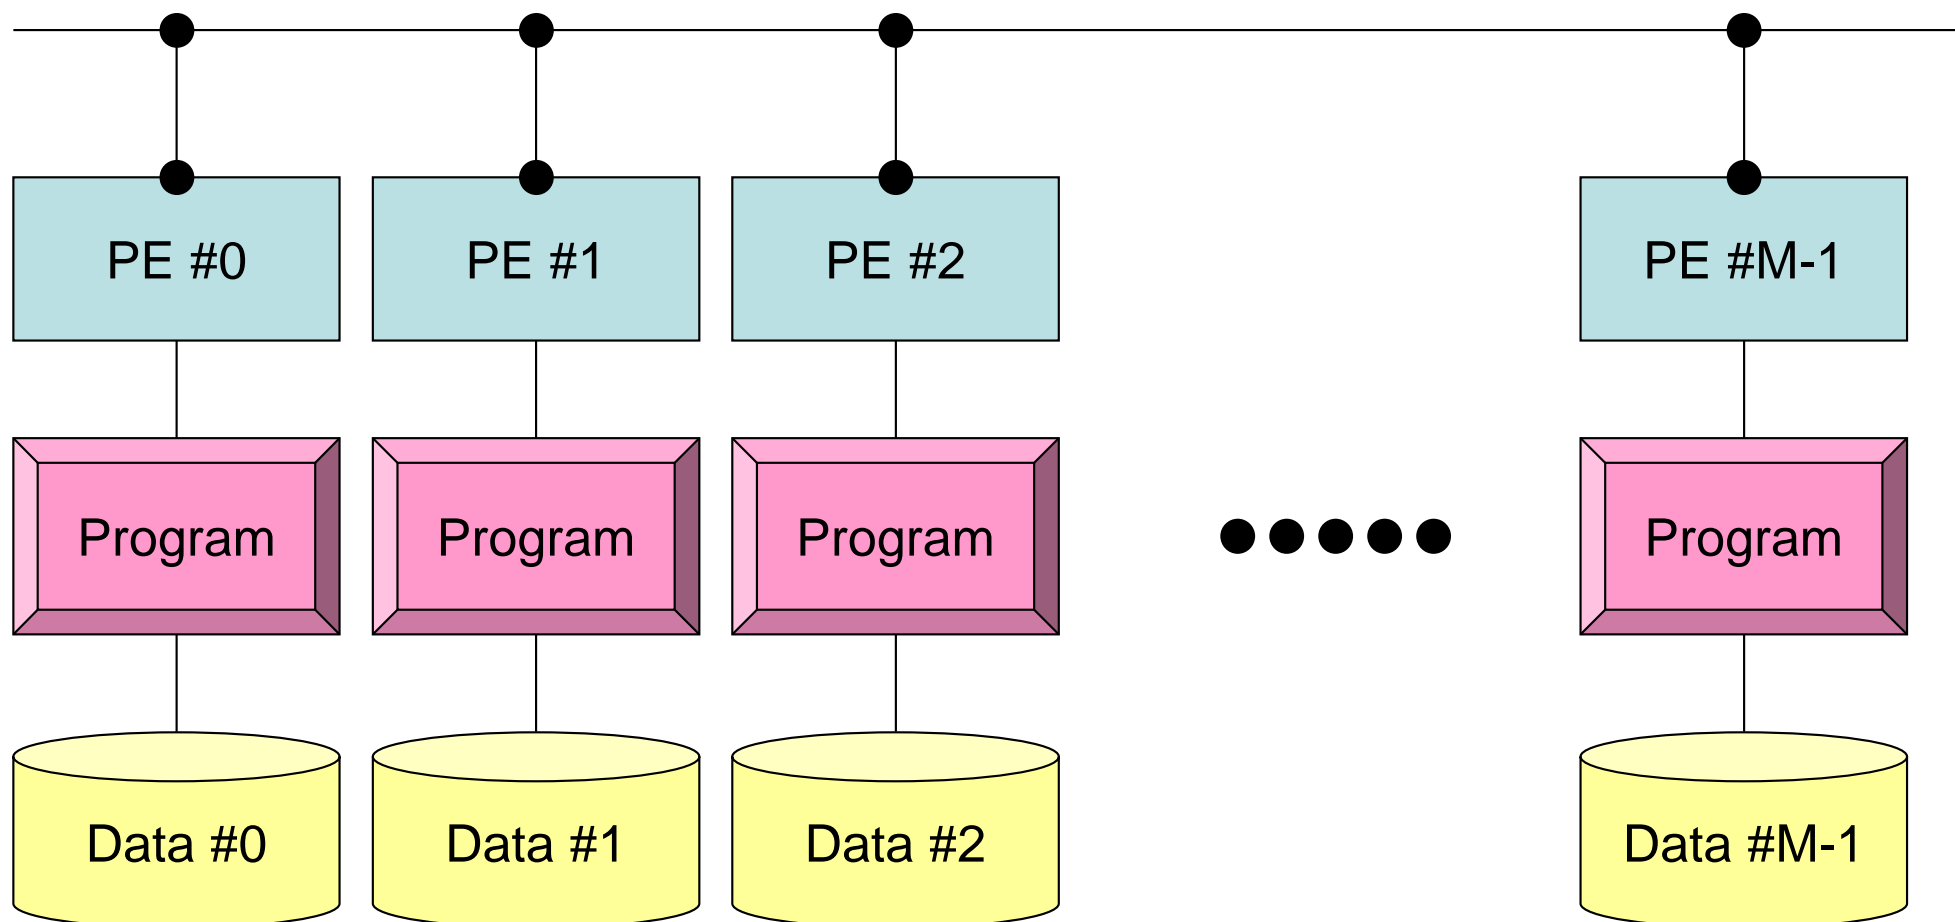 PE #0
PE #1
PE #2
PE #M-1
Program
Program
Program
Program
Data #0
Data #1
Data #2
Data #M-1